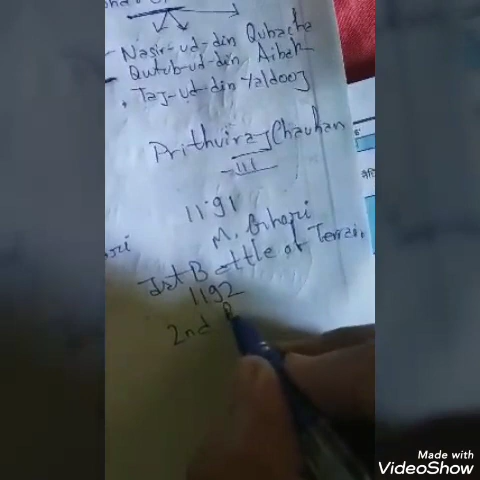 Nasir-ud-din Qubacha
Qutub-ud-din Aibak
Taj-ud-din Yaldooj
Prithviraj Chauhan
III
1191
M. Ghori
1st Battle of Terrain
1192
2nd B
Made with
VideoShow